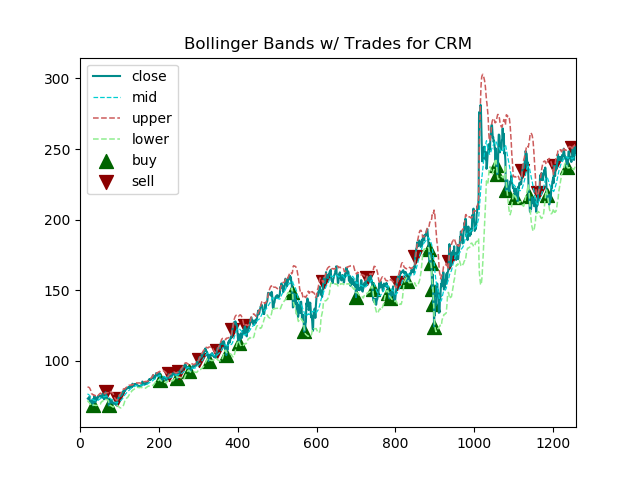 Bollinger Bands w/ Trades for CRM
close
mid
upper
lower
buy
sell
300
250
200
150
100
0 200 400 600 800 1000 1200